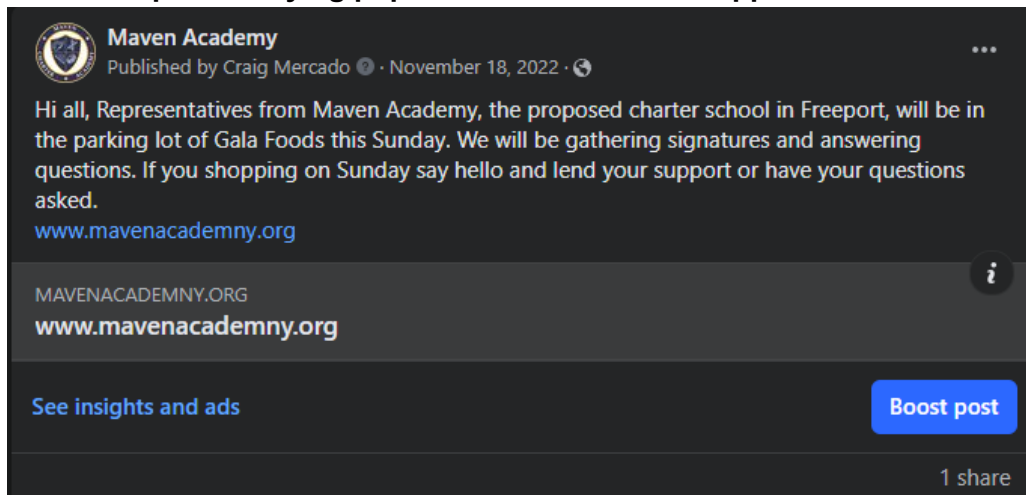 Maven Academy
Published by Craig Mercado · November 18, 2022 ·
Hi all, Representatives from Maven Academy, the proposed charter school in Freeport, will be in
the parking lot of Gala Foods this Sunday. We will be gathering signatures and answering
questions. If you shopping on Sunday say hello and lend your support or have your questions
asked.
www.mavenacademny.org
MAVENACADEMNY.ORG
www.mavenacademny.org
See insights and ads
Boost post
1 share